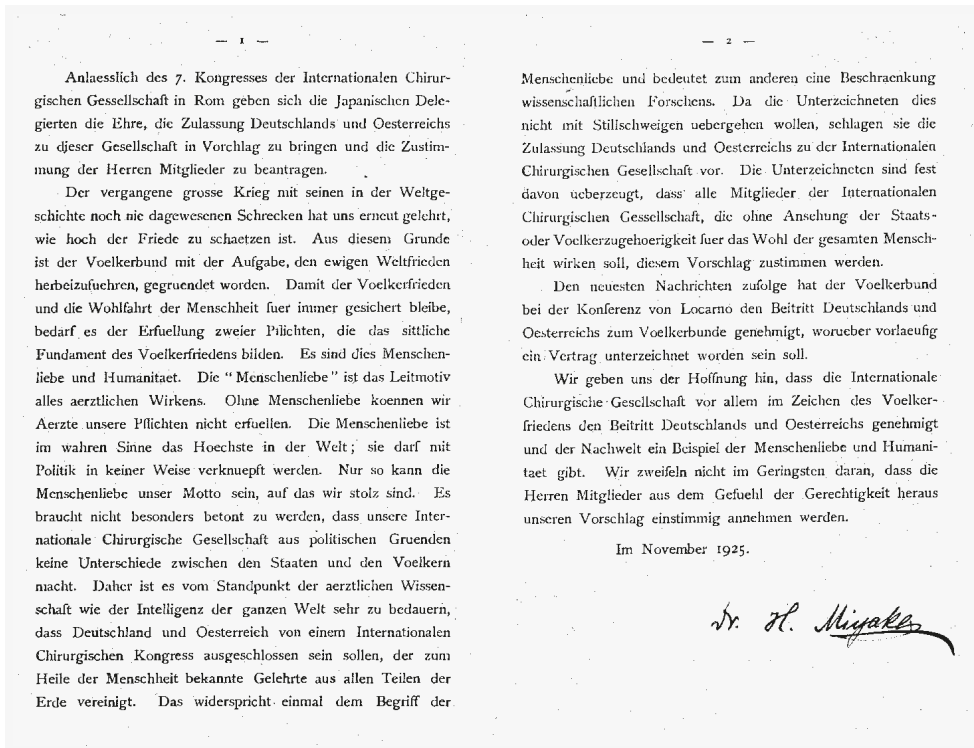 — 1 —
Anlaesslich des 7. Kongresses der Internationalen Chirur-
gischen Gessellschaft in Rom geben sich die Japanischen Dele-
gierten die Ehre, die Zulassung Deutschlands und Oesterreichs
zu dieser Gesellschaft in Vorchlag zu bringen und die Zustim-
mung der Herren Mitglieder zu beantragen.
Der vergangene grosse Krieg mit seinen in der Weltge-
schichte noch nie dagewesenen Schrecken hat uns erneut gelehrt,
wie hoch der Friede zu schaetzen ist. Aus diesem Grunde
ist der Voelkerbund mit der Aufgabe, den ewigen Weltfrieden
herbeizufuehren, gegruendet worden. Damit der Voelkerfrieden
und die Wohlfahrt der Menschheit fuer immer gesichert bleibe,
bedarf es der Erfuellung zweier Pflichten, die das sittliche
Fundament des Voelkerfriedens bilden. Es sind dies Menschen-
liebe und Humanitaet. Die "Menschenliebe" ist das Leitmotiv
alles aerztlichen Wirkens. Ohne Menschenliebe koennen wir
Aerzte unsere Pflichten nicht erfuellen. Die Menschenliebe ist
im wahren Sinne das Hoechste in der Welt; sie darf mit
Politik in keiner Weise verknuepft werden. Nur so kann die
Menschenliebe unser Motto sein, auf das wir stolz sind. Es
braucht nicht besonders betont zu werden, dass unsere Inter-
nationale Chirurgische Gesellschaft aus politischen Gruenden
keine Unterschiede zwischen den Staaten und den Voelkern
macht. Daher ist es vom Standpunkt der aerztlichen Wissen-
schaft wie der Intelligenz der ganzen Welt sehr zu bedauern,
dass Deutschland und Oesterreich von einem Internationalen
Chirurgischen Kongress ausgeschlossen sein sollen, der zum
Heile der Menschheit bekannte Gelehrte aus allen Teilen der
Erde vereinigt. Das widerspricht einmal dem Begriff der
— 2 —
Menschenliebe und bedeutet zum anderen eine Beschraenkung
wissenschaftlichen Forschens. Da die Unterzeichneten dies
nicht mit Stillschweigen uebergehen wollen, schlagen sie die
Zulassung Deutschlands und Oesterreichs zu der Internationalen
Chirurgischen Gesellschaft vor. Die Unterzeichneten sind fest
davon ueberzeugt, dass alle Mitglieder der Internationalen
Chirurgischen Gessellschaft, die ohne Ansehung der Staats-
oder Voelkerzugehoerigkeit fuer das Wohl der gesamten Mensch-
heit wirken soll, diesem Vorschlag zustimmen werden.
Den neuesten Nachrichten zufolge hat der Voelkerbund
bei der Konferenz von Locarno den Beitritt Deutschlands und
Oesterreichs zum Voelkerbunde genehmigt, worueber vorlaeufig
ein Vertrag unterzeichnet worden sein soll.
Wir geben uns der Hoffnung hin, dass die Internationale
Chirurgische Gesellschaft vor allem im Zeichen des Voelker-
friedens den Beitritt Deutschlands und Oesterreichs genehmigt
und der Nachwelt ein Beispiel der Menschenliebe und Humani-
taet gibt. Wir zweifeln nicht im Geringsten daran, dass die
Herren Mitglieder aus dem Gefuehl der Gerechtigkeit heraus
unseren Vorschlag einstimmig annehmen werden.
Im November 1925.
Dr. H. Miyake